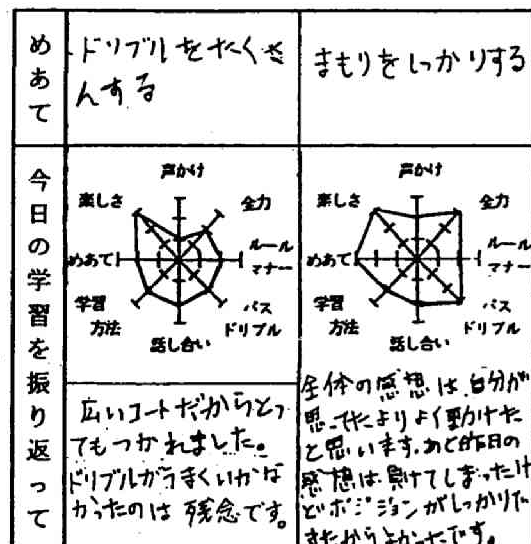 めあて
ドリブルをたくさ
んする
まもりをしっかりする
今日の学習を振り返って
声かけ
楽しさ
全力
めあて
ルール
マナー
学習
方法
パス
ドリブル
話し合い
声かけ
楽しさ
全力
めあて
ルール
マナー
学習
方法
パス
ドリブル
話し合い
広いコートだからとっ
てもつかれました。
ドリブルがうまくいかな
かったのは残念です。
全体の感想は、自分が
思ってたよりよく動けた
と思います。あと昨日の
感想は、負けてしまったけ
どポジションがしっかりた
てたからよかったです。